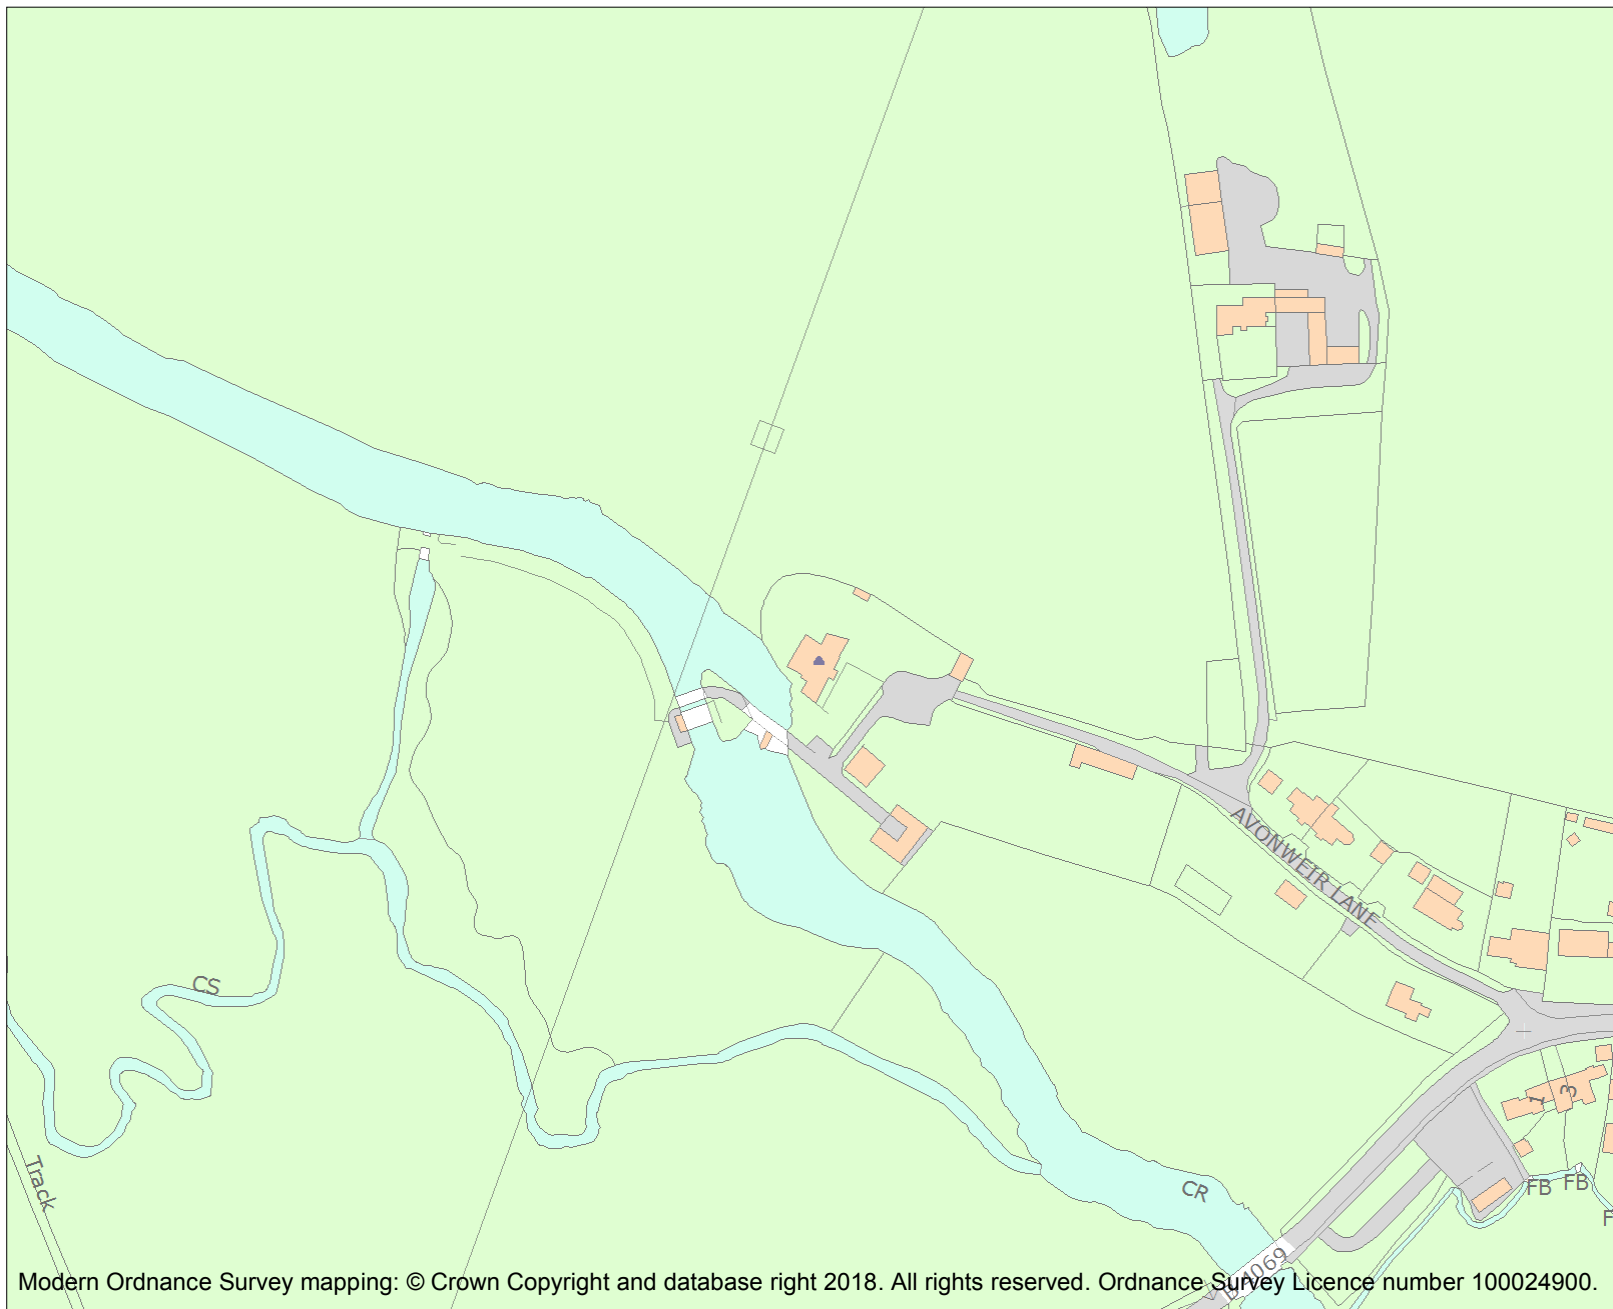 AVONWEIR LANE
CS
1
3
Track
FB
FB
CR
F
B4069
Modern Ordnance Survey mapping: © Crown Copyright and database right 2018. All rights reserved. Ordnance Survey Licence number 100024900.